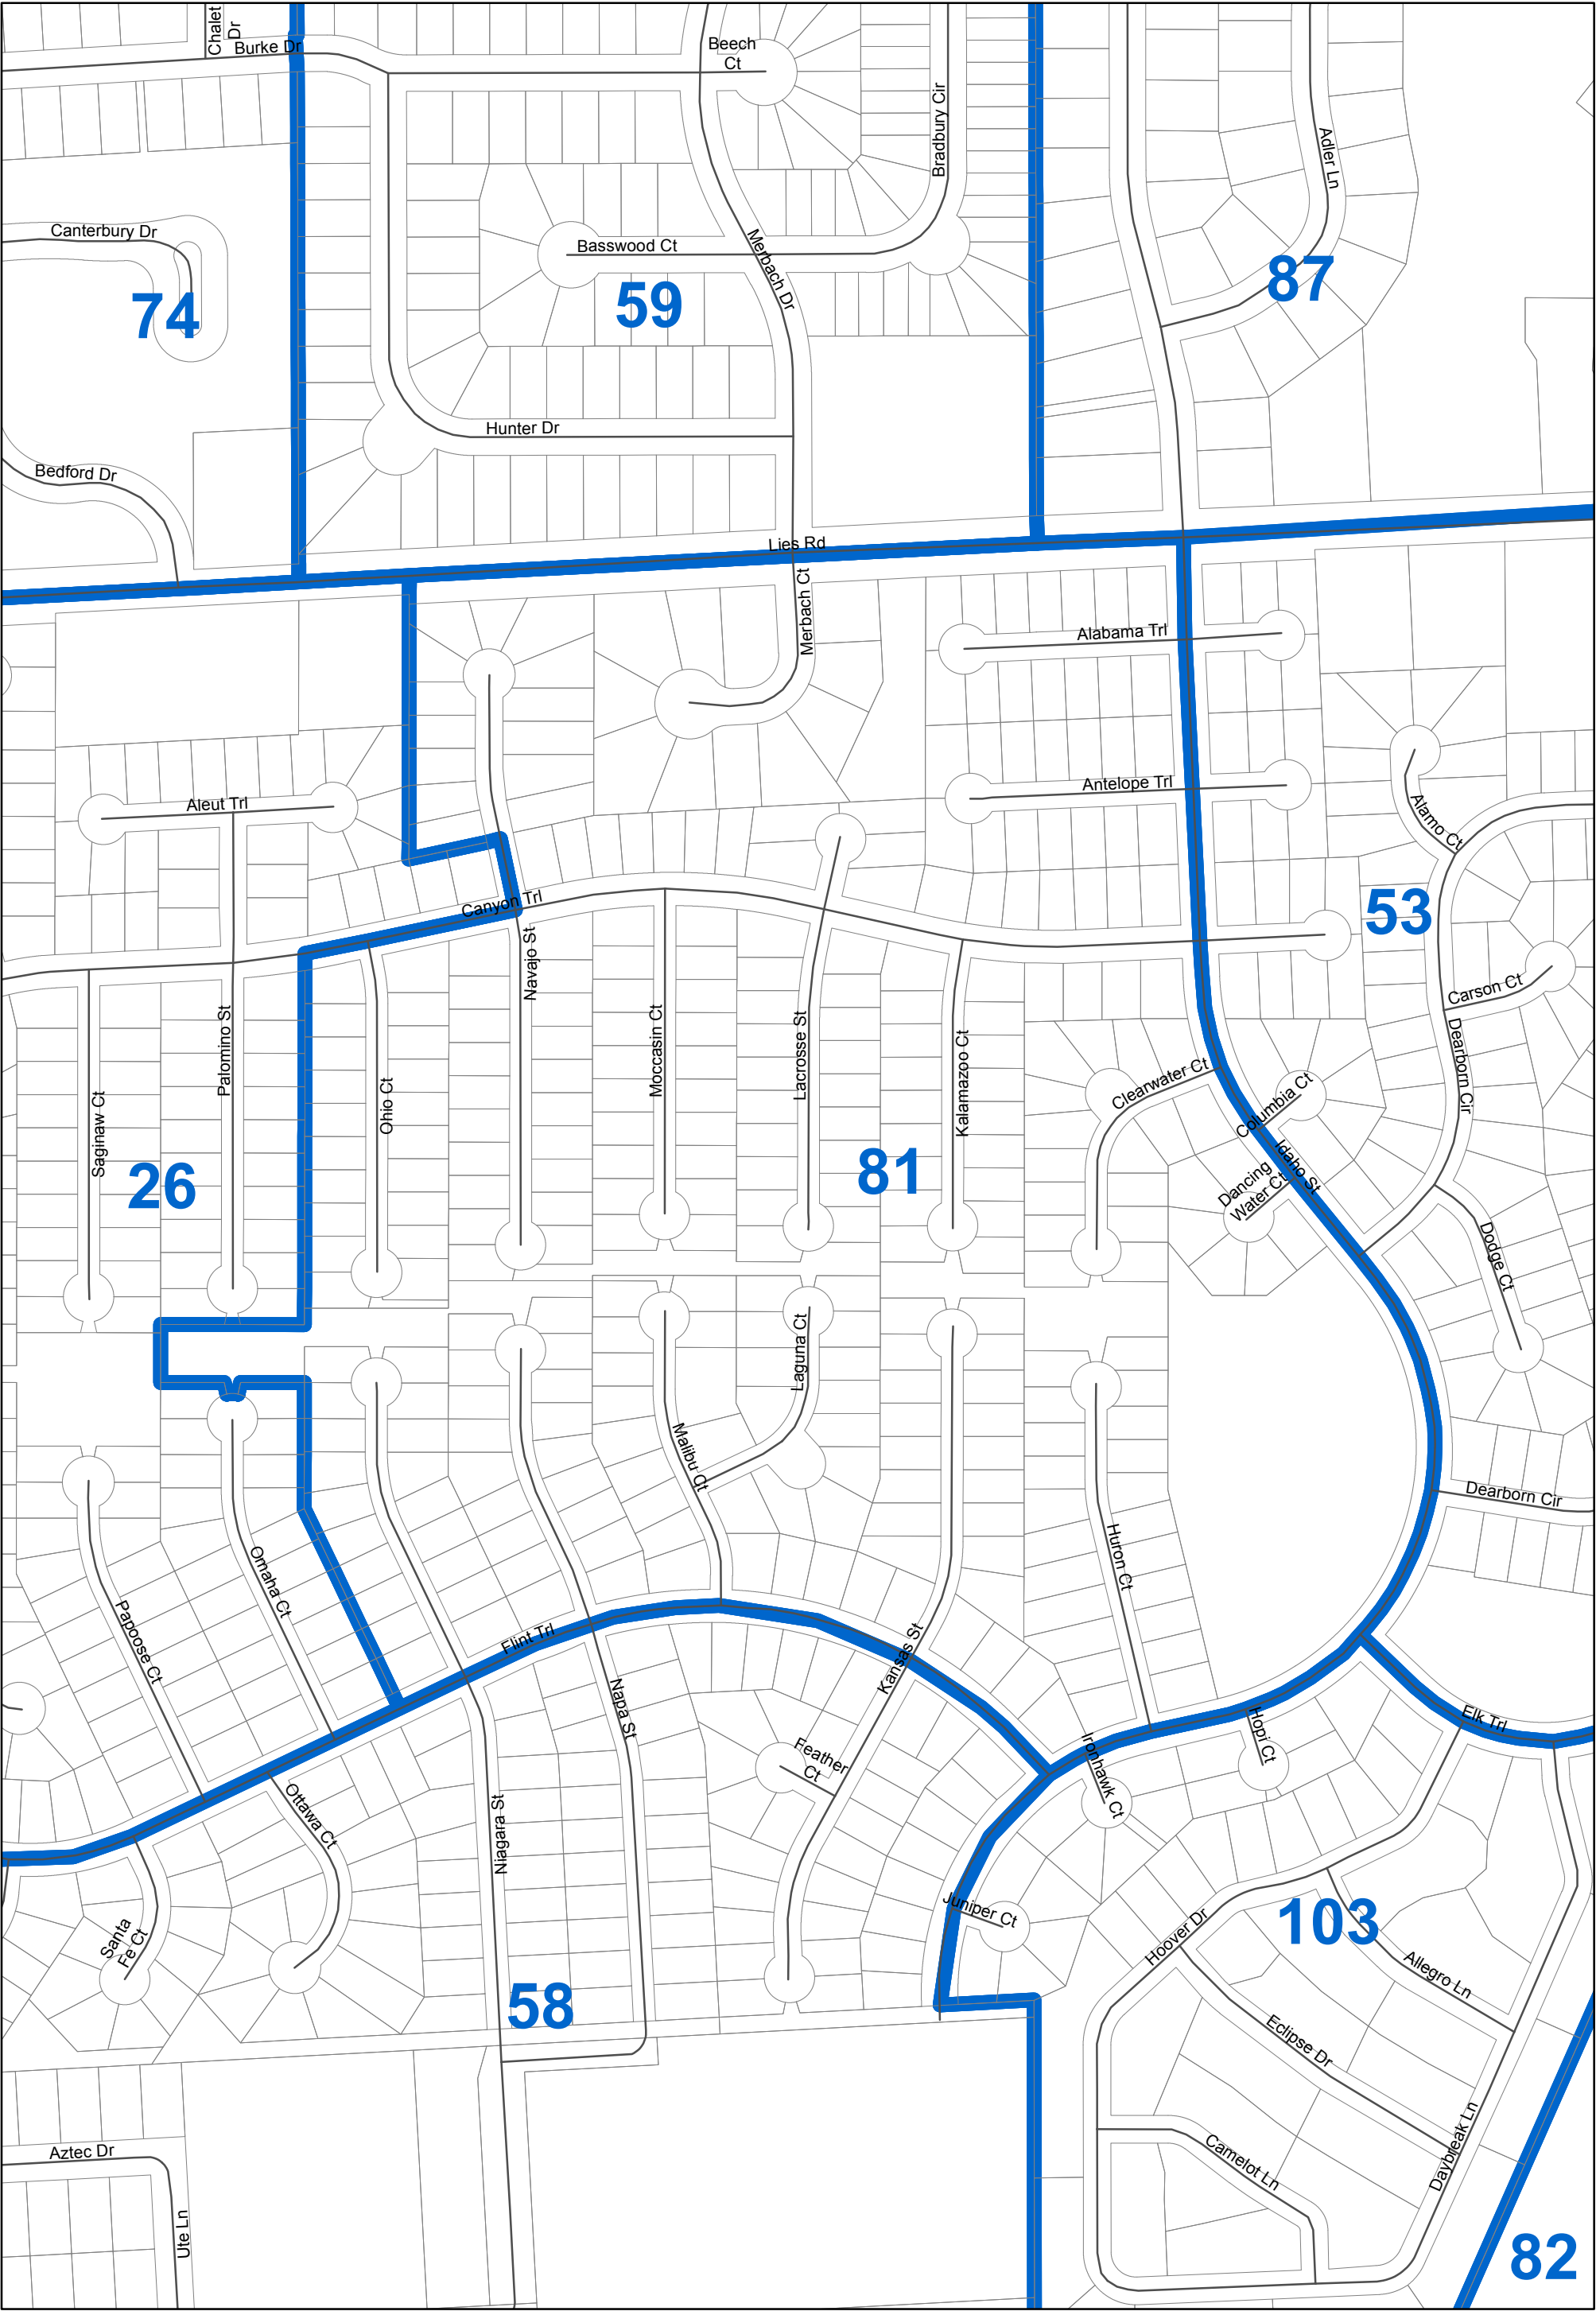 Chalet
Dr
Burke Dr
Beech
Ct
Bradbury Cir
Adler Ln
Canterbury Dr
Basswood Ct
Merbach Dr
87
74
59
Hunter Dr
Bedford Dr
Lies Rd
Merbach Ct
Alabama Trl
Antelope Trl
Aleut Trl
Alamo Ct
53
Canyon Trl
Navajo St
Carson Ct
Palomino St
Moccasin Ct
Lacrosse St
Kalamazoo Ct
Clearwater Ct
Columbia Ct
Dearborn Cir
Saginaw Ct
Ohio Ct
Idaho St
26
81
Dancing
Water Ct
Dodge Ct
Laguna Ct
Malibu Ct
Dearborn Cir
Omaha Ct
Huron Ct
Papoose Ct
Flint Trl
Kansas St
Napa St
Elk Trl
Hopi Ct
Feather
Ct
Ironhawk Ct
Ottawa Ct
Niagara St
Juniper Ct
Santa
Fe Ct
Hoover Dr
103
Allegro Ln
58
Eclipse Dr
Aztec Dr
Camelot Ln
Daybreak Ln
Ute Ln
82